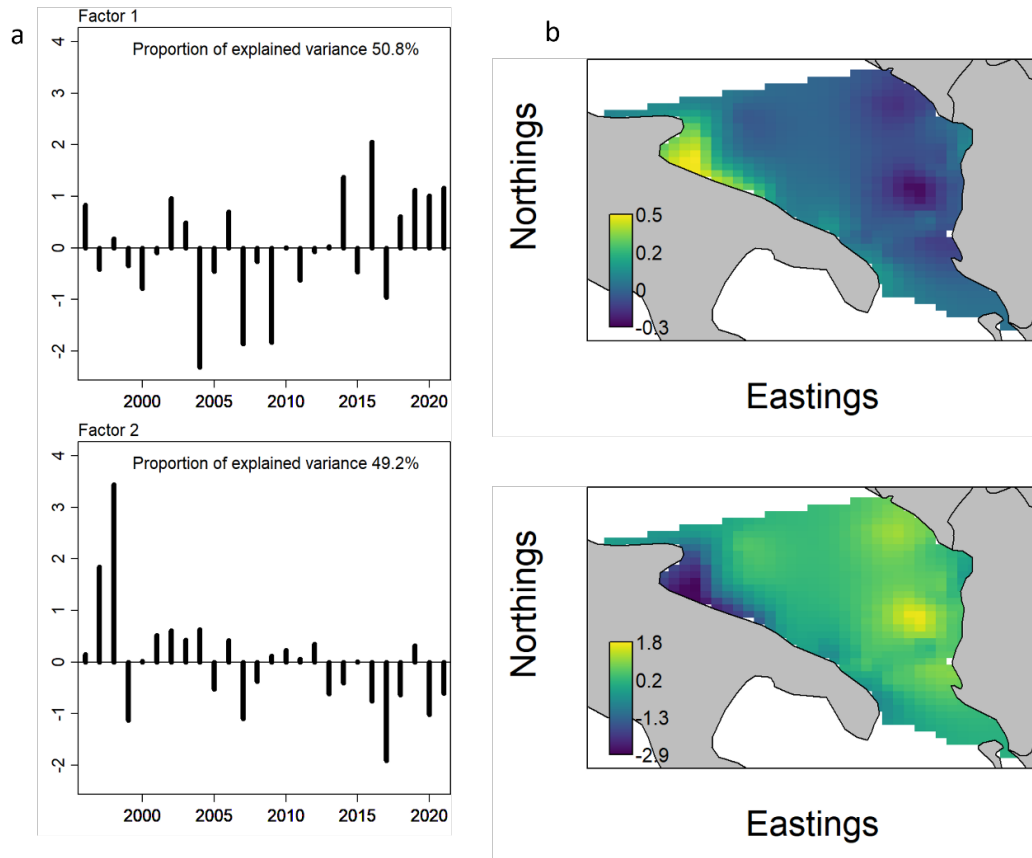 a
Factor 1
Proportion of explained variance 50.8%
4
3
2
1
0
-1
-2
2000 2005 2010 2015 2020
Factor 2
Proportion of explained variance 49.2%
4
3
2
1
0
-1
-2
2000 2005 2010 2015 2020
b
Northings
0.5
0.2
0
-0.3
Eastings
Northings
1.8
0.2
-1.3
-2.9
Eastings